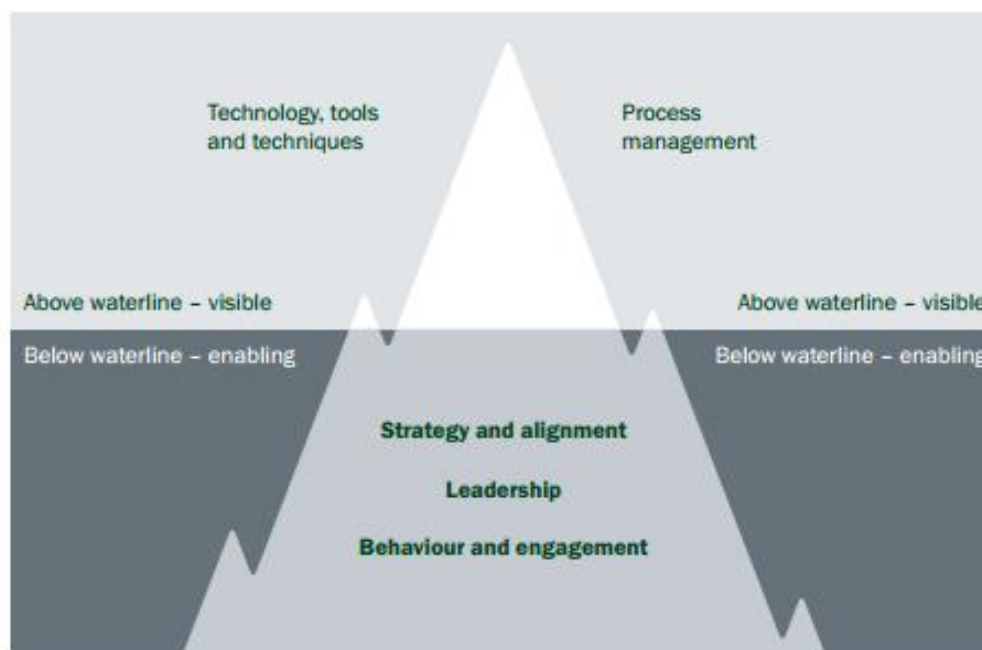 Technology, tools
and techniques
Process
management
Above waterline – visible
Above waterline – visible
Below waterline – enabling
Below waterline – enabling
Strategy and alignment
Leadership
Behaviour and engagement